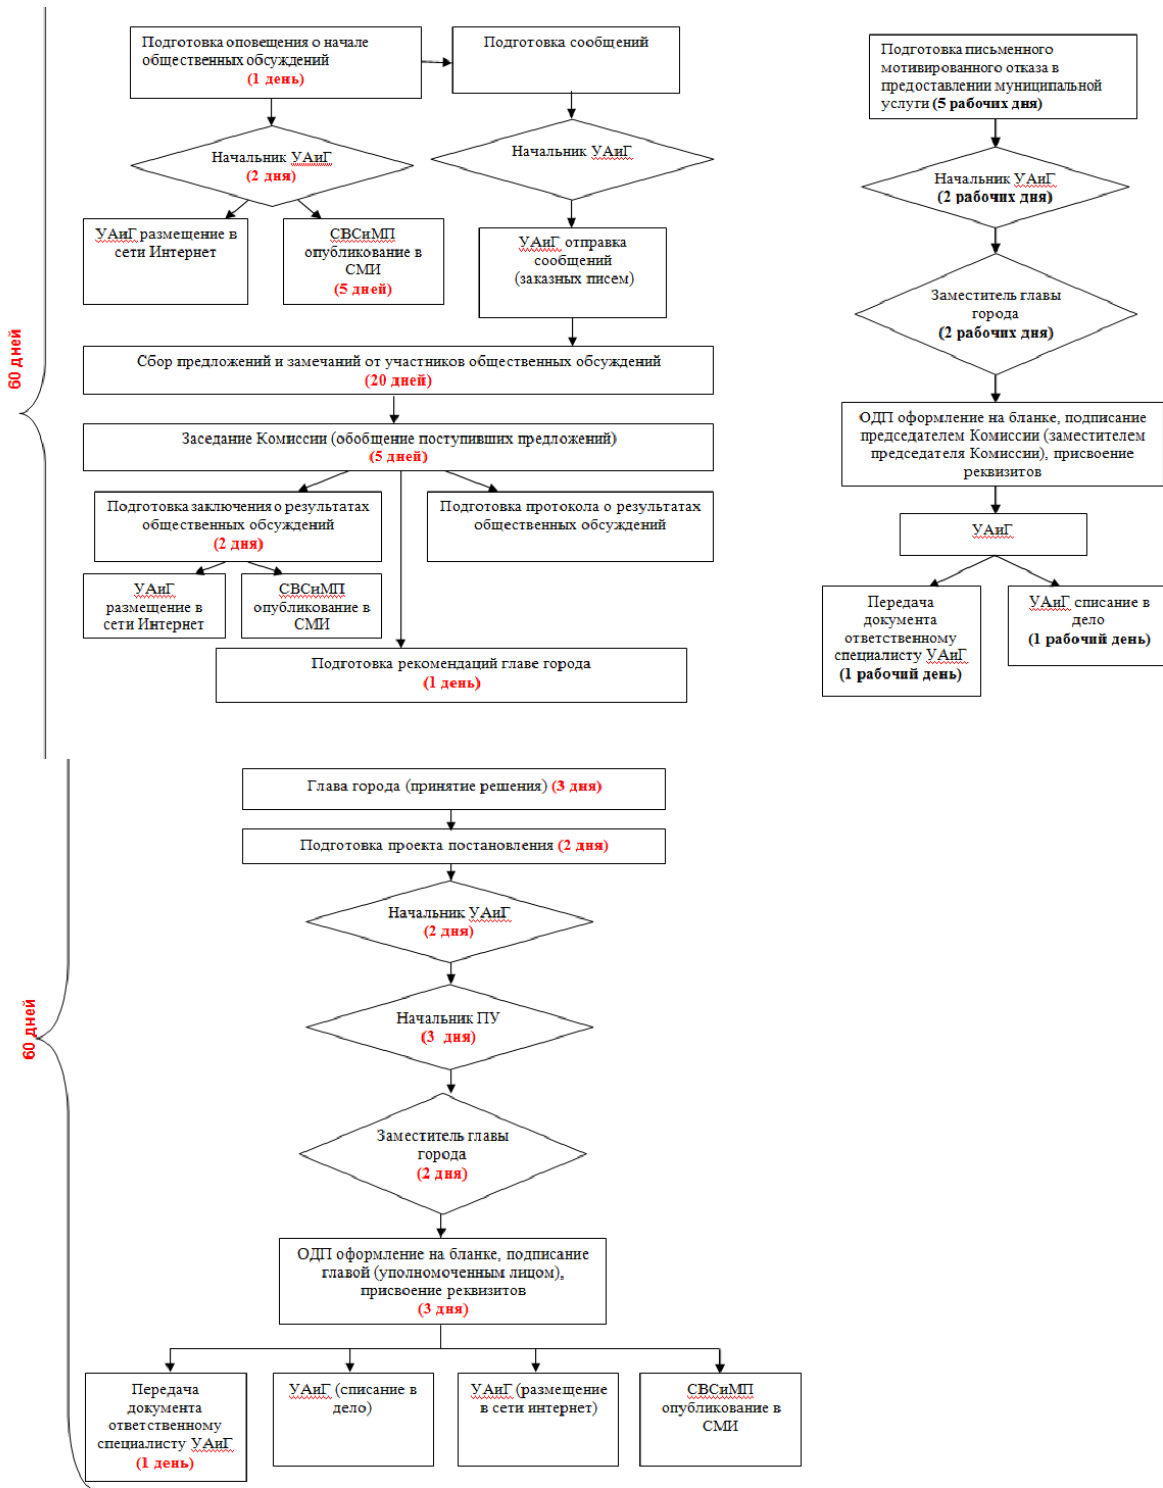 60 дней
Подготовка оповещения о начале
общественных обсуждений
(1 день)
Подготовка сообщений
Начальник УАиГ
(2 дня)
Начальник УАиГ
УАиГ размещение в
сети Интернет
СВСиМП
опубликование в
СМИ
(5 дней)
УАиГ отправка
сообщений
(заказных писем)
Сбор предложений и замечаний от участников общественных обсуждений
(20 дней)
Заседание Комиссии (обобщение поступивших предложений)
(5 дней)
Подготовка заключения о результатах
общественных обсуждений
(2 дня)
Подготовка протокола о результатах
общественных обсуждений
УАиГ
размещение в
сети Интернет
СВСиМП
опубликование в
СМИ
Подготовка рекомендаций главе города
(1 день)
Подготовка письменного
мотивированного отказа в
предоставлении муниципальной
услуги (5 рабочих дня)
Начальник УАиГ
(2 рабочих дня)
Заместитель главы
города
(2 рабочих дня)
ОДП оформление на бланке, подписание
председателем Комиссии (заместителем
председателя Комиссии), присвоение
реквизитов
УАиГ
Передача
документа
ответственному
специалисту УАиГ
(1 рабочий день)
УАиГ списание в
дело
(1 рабочий день)
60 дней
Глава города (принятие решения) (3 дня)
Подготовка проекта постановления (2 дня)
Начальник УАиГ
(2 дня)
Начальник ПУ
(3 дня)
Заместитель главы
города
(2 дня)
ОДП оформление на бланке, подписание
главой (уполномоченным лицом),
присвоение реквизитов
(3 дня)
Передача
документа
ответственному
специалисту УАиГ
(1 день)
УАиГ (списание в
дело)
УАиГ (размещение
в сети интернет)
СВСиМП
опубликование в
СМИ